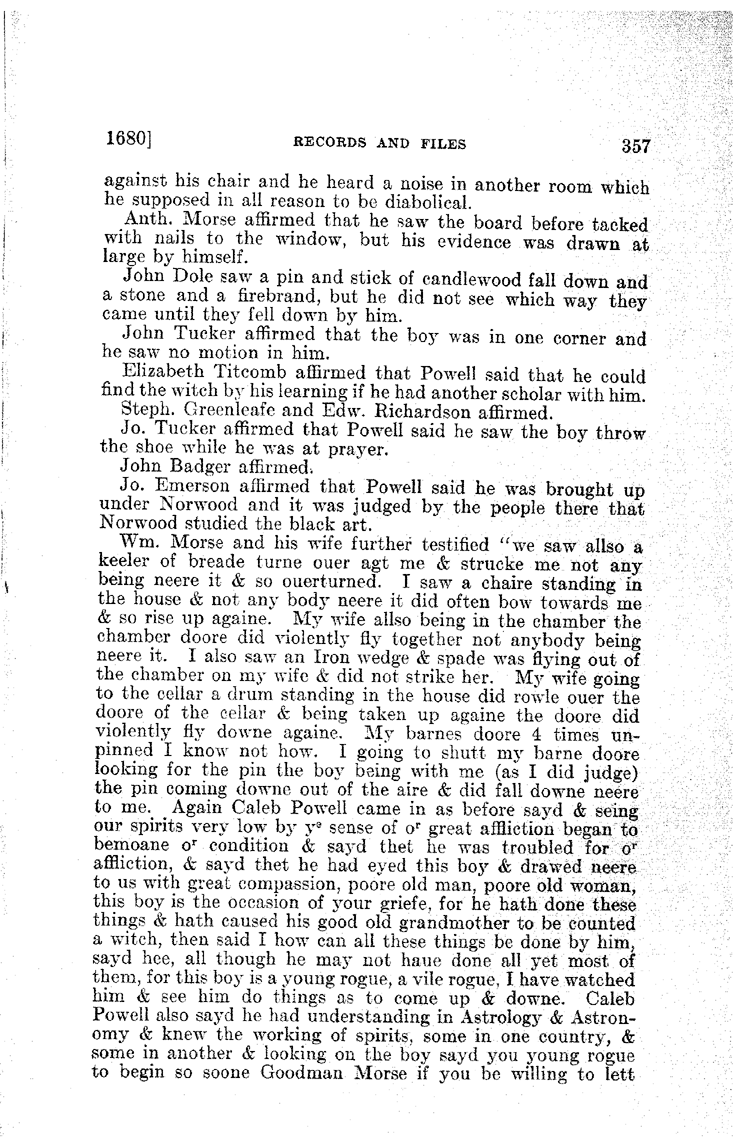 1680] RECORDS AND FILES 357
against his chair and he heard a noise in another room which
he supposed in all reason to be diabolical.
Anth. Morse affirmed that he saw the board before tacked
with nails to the window, but his evidence was drawn at
large by himself.
John Dole saw a pin and stick of candlewood fall down and
a stone and a firebrand, but he did not see which way they
came until they fell down by him.
John Tucker affirmed that the boy was in one corner and
he saw no motion in him.
Elizabeth Titcomb affirmed that Powell said that he could
find the witch by his learning if he had another scholar with him.
Steph. Greenleafe and Edw. Richardson affirmed.
Jo. Tucker affirmed that Powell said he saw the boy throw
the shoe while he was at prayer.
John Badger affirmed.
Jo. Emerson affirmed that Powell said he was brought up
under Norwood and it was judged by the people there that
Norwood studied the black art.
Wm. Morse and his wife further testified "we saw allso a
keeler of breade turne ouer agt me & strucke me not any
being neere it & so ouerturned. I saw a chaire standing in
the house & not any body neere it did often bow towards me
& so rise up againe. My wife allso being in the chamber the
chamber doore did violently fly together not anybody being
neere it. I also saw an Iron wedge & spade was flying out of
the chamber on my wife & did not strike her. My wife going
to the cellar a drum standing in the house did rowle ouer the
doore of the cellar & being taken up againe the doore did
violently fly downe againe. My barnes doore 4 times un-
pinned I know not how. I going to shutt my barne doore
looking for the pin the boy being with me (as I did judge)
the pin coming downe out of the aire & did fall downe neere
to me. Again Caleb Powell came in as before sayd & seing
our spirits very low by yᵉ sense of oʳ great affliction began to
bemoane oʳ condition & sayd thet he was troubled for oʳ
affliction, & sayd thet he had eyed this boy & drawed neere
to us with great compassion, poore old man, poore old woman,
this boy is the occasion of your griefe, for he hath done these
things & hath caused his good old grandmother to be counted
a witch, then said I how can all these things be done by him,
sayd hee, all though he may not haue done all yet most of
them, for this boy is a young rogue, a vile rogue, I have watched
him & see him do things as to come up & downe. Caleb
Powell also sayd he had understanding in Astrology & Astron-
omy & knew the working of spirits, some in one country, &
some in another & looking on the boy sayd you young rogue
to begin so soone Goodman Morse if you be willing to lett